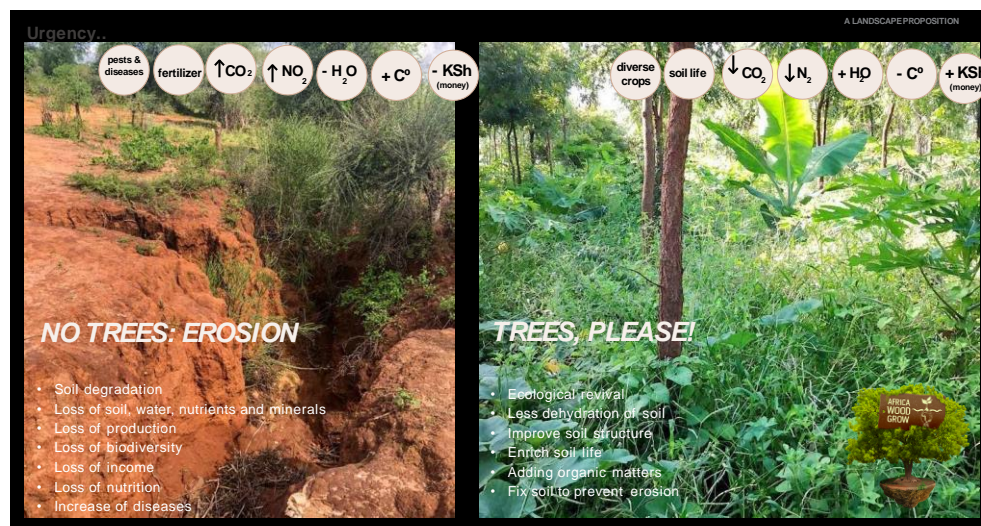 A LANDSCAPE PROPOSITION
Urgency..
pests &
diseases
fertilizer
↑CO2
↑ NO2
- H2O
+ Cº
- KSh
(money)
diverse
crops
soil life
↓CO2
↓N2
+ H2O
- Cº
+ KSh
(money)
NO TREES: EROSION
• Soil degradation
• Loss of soil, water, nutrients and minerals
• Loss of production
• Loss of biodiversity
• Loss of income
• Loss of nutrition
• Increase of diseases
TREES, PLEASE!
• Ecological revival
• Less dehydration of soil
• Improve soil structure
• Enrich soil life
• Adding organic matters
• Fix soil to prevent erosion
AFRICA
WOOD
GROW